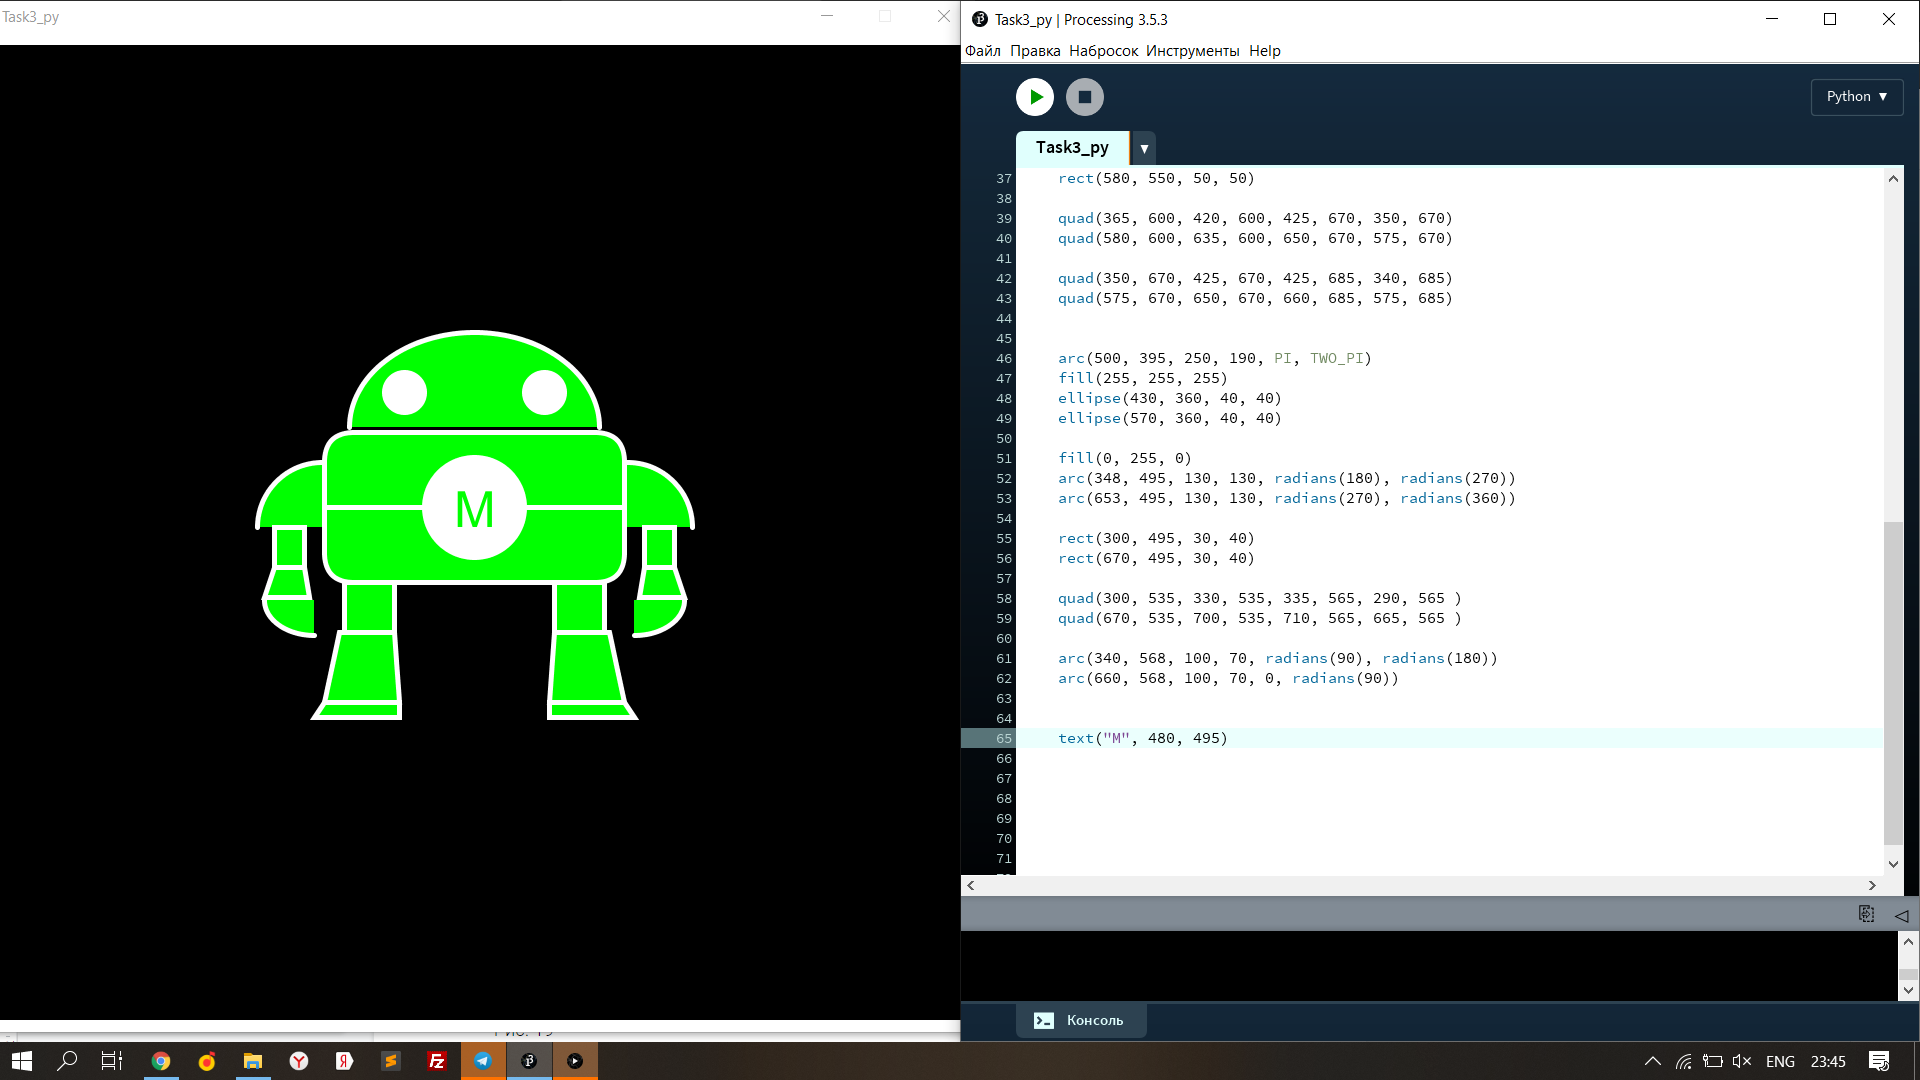 Task3_py
M
Task3_py | Processing 3.5.3
Файл Правка Набросок Инструменты Help
Python ▼
Task3_py ▼
37 rect(580, 550, 50, 50)
38
39 quad(365, 600, 420, 600, 425, 670, 350, 670)
40 quad(580, 600, 635, 600, 650, 670, 575, 670)
41
42 quad(350, 670, 425, 670, 425, 685, 340, 685)
43 quad(575, 670, 650, 670, 660, 685, 575, 685)
44
45
46 arc(500, 395, 250, 190, PI, TWO_PI)
47 fill(255, 255, 255)
48 ellipse(430, 360, 40, 40)
49 ellipse(570, 360, 40, 40)
50
51 fill(0, 255, 0)
52 arc(348, 495, 130, 130, radians(180), radians(270))
53 arc(653, 495, 130, 130, radians(270), radians(360))
54
55 rect(300, 495, 30, 40)
56 rect(670, 495, 30, 40)
57
58 quad(300, 535, 330, 535, 335, 565, 290, 565 )
59 quad(670, 535, 700, 535, 710, 565, 665, 565 )
60
61 arc(340, 568, 100, 70, radians(90), radians(180))
62 arc(660, 568, 100, 70, 0, radians(90))
63
64
65 text("M", 480, 495)
66
67
68
69
70
71
Консоль
ENG 23:45